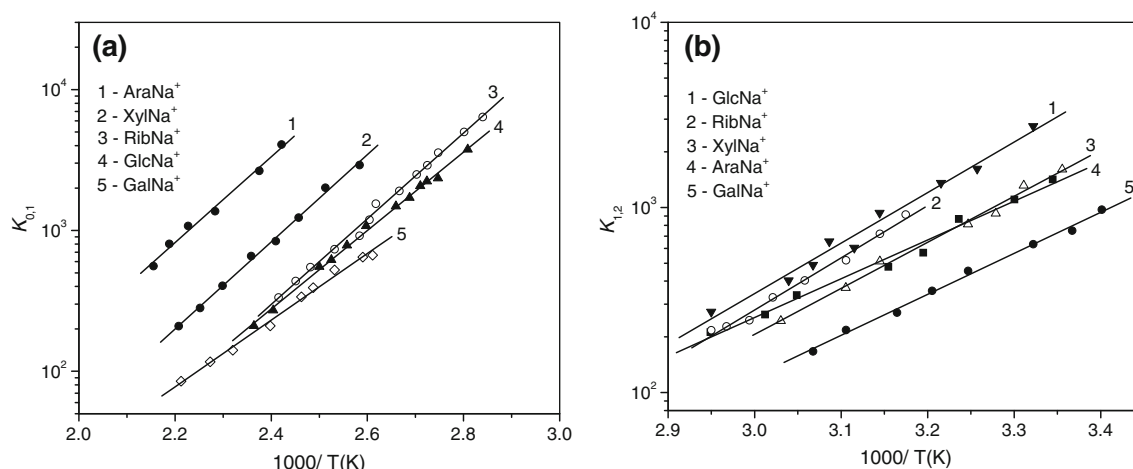 (a)
1 - AraNa⁺
2 - XylNa⁺
3 - RibNa⁺
4 - GlcNa⁺
5 - GalNa⁺
1
2
3
4
5
10⁴
10³
10²
K₀,₁
2.0 2.2 2.4 2.6 2.8 3.0
1000/ T(K)
(b)
1 - GlcNa⁺
2 - RibNa⁺
3 - XylNa⁺
4 - AraNa⁺
5 - GalNa⁺
1
2
3
4
5
10⁴
10³
10²
K₁,₂
2.9 3.0 3.1 3.2 3.3 3.4
1000/ T(K)